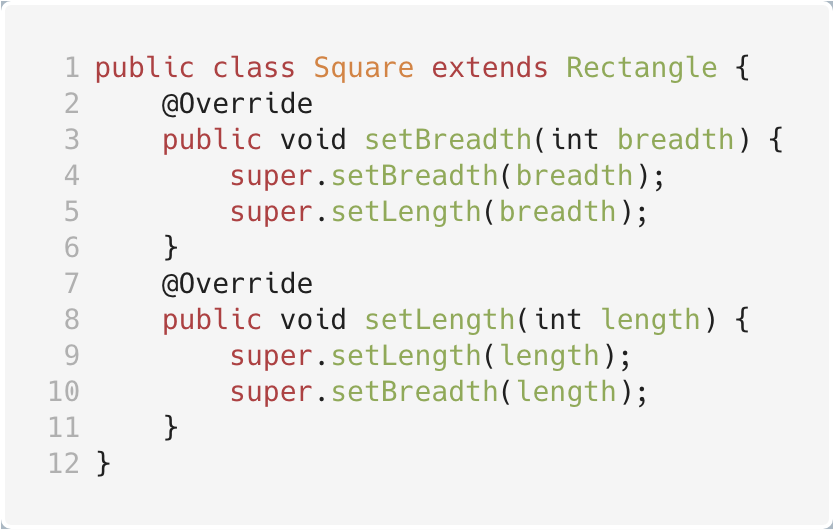 1 public class Square extends Rectangle {
2     @Override
3     public void setBreadth(int breadth) {
4         super.setBreadth(breadth);
5         super.setLength(breadth);
6     }
7     @Override
8     public void setLength(int length) {
9         super.setLength(length);
10         super.setBreadth(length);
11     }
12 }